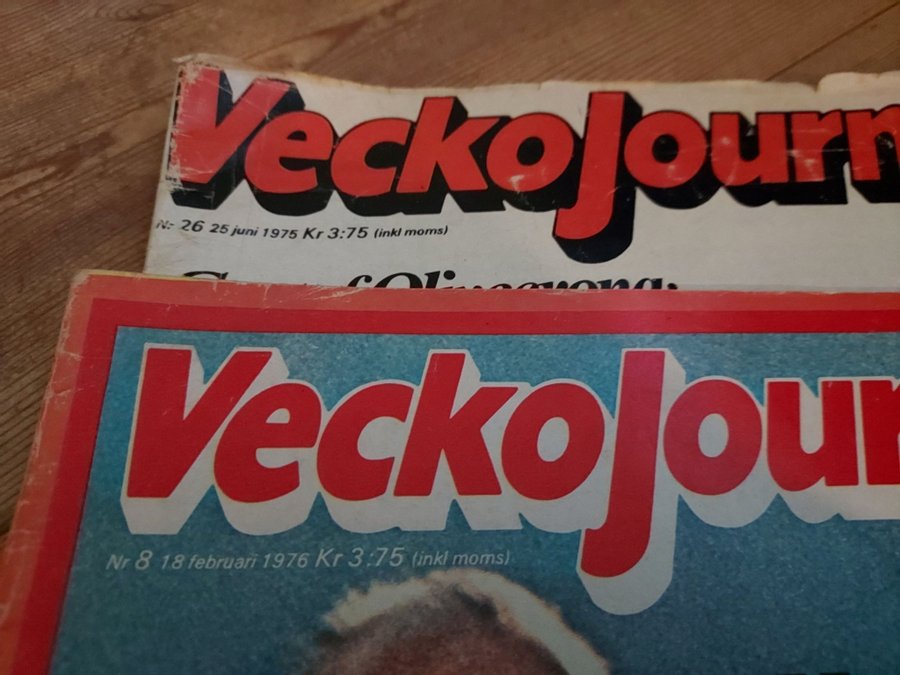 VeckoJourn
Nr 26 25 juni 1975 Kr 3:75 (inkl moms)
VeckoJour
Nr 8 18 februari 1976 Kr 3:75 (inkl moms)